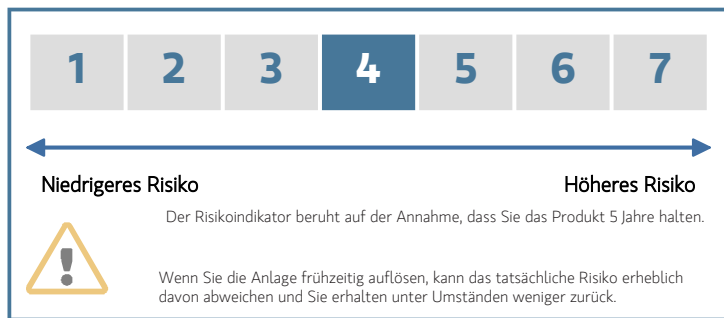 1 2 3 4 5 6 7
Niedrigeres Risiko Höheres Risiko
Der Risikoindikator beruht auf der Annahme, dass Sie das Produkt 5 Jahre halten.
Wenn Sie die Anlage frühzeitig auflösen, kann das tatsächliche Risiko erheblich
davon abweichen und Sie erhalten unter Umständen weniger zurück.